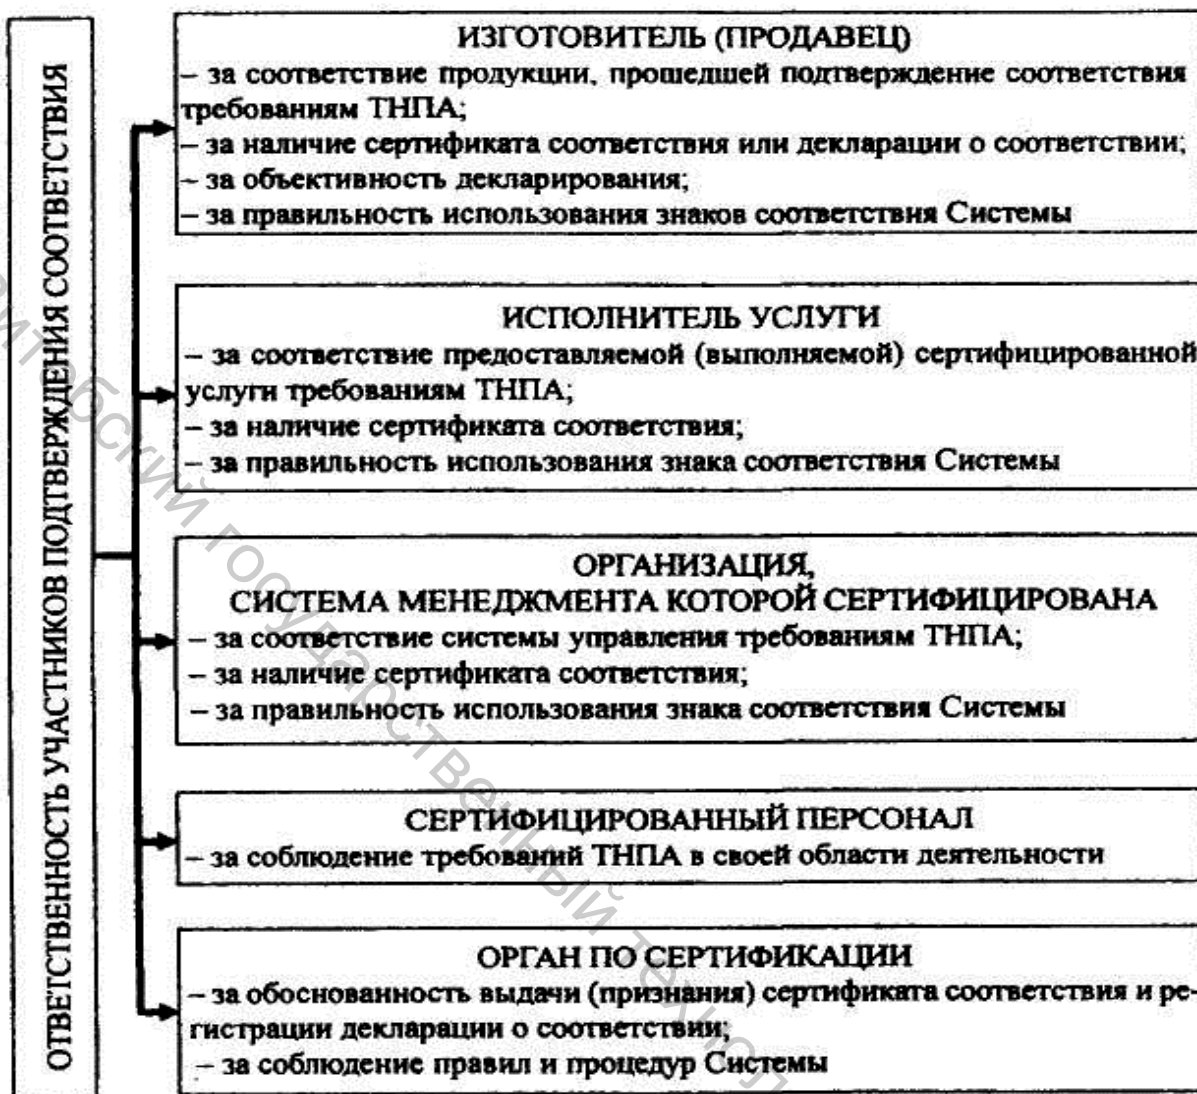 ОТВЕТСТВЕННОСТЬ УЧАСТНИКОВ ПОДТВЕРЖДЕНИЯ СООТВЕТСТВИЯ
ИЗГОТОВИТЕЛЬ (ПРОДАВЕЦ)
– за соответствие продукции, прошедшей подтверждение соответствия
требованиям ТНПА;
– за наличие сертификата соответствия или декларации о соответствии;
– за объективность декларирования;
– за правильность использования знаков соответствия Системы
ИСПОЛНИТЕЛЬ УСЛУГИ
– за соответствие предоставляемой (выполняемой) сертифицированной
услуги требованиям ТНПА;
– за наличие сертификата соответствия;
– за правильность использования знака соответствия Системы
ОРГАНИЗАЦИЯ,
СИСТЕМА МЕНЕДЖМЕНТА КОТОРОЙ СЕРТИФИЦИРОВАНА
– за соответствие системы управления требованиям ТНПА;
– за наличие сертификата соответствия;
– за правильность использования знака соответствия Системы
СЕРТИФИЦИРОВАННЫЙ ПЕРСОНАЛ
– за соблюдение требований ТНПА в своей области деятельности
ОРГАН ПО СЕРТИФИКАЦИИ
– за обоснованность выдачи (признания) сертификата соответствия и ре-
гистрации декларации о соответствии;
– за соблюдение правил и процедур Системы
итебский государственный технол